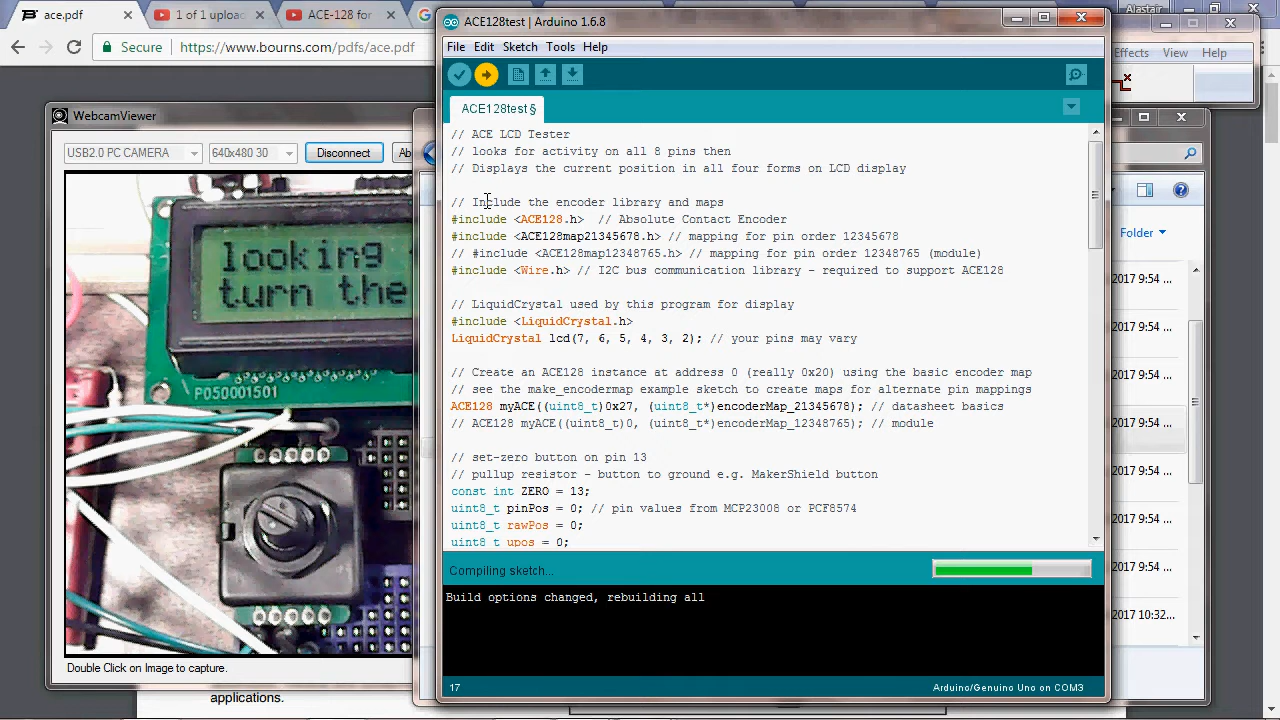 ace.pdf
1 of 1 uploa
ACE-128 for
ACE128test | Arduino 1.6.8
Alastair
Secure
https://www.bourns.com/pdfs/ace.pdf
File Edit Sketch Tools Help
Effects View Help
ACE128test§
WebcamViewer
USB2.0 PC CAMERA
640x480 30
Disconnect
Ab
looking
turn the
P050001501
Double Click on Image to capture.
applications.
// ACE LCD Tester
// looks for activity on all 8 pins then
// Displays the current position in all four forms on LCD display
// Include the encoder library and maps
#include <ACE128.h>  // Absolute Contact Encoder
#include <ACE128map21345678.h> // mapping for pin order 12345678
// #include <ACE128map12348765.h> // mapping for pin order 12348765 (module)
#include <Wire.h> // I2C bus communication library - required to support ACE128
// LiquidCrystal used by this program for display
#include <LiquidCrystal.h>
LiquidCrystal lcd(7, 6, 5, 4, 3, 2); // your pins may vary
// Create an ACE128 instance at address 0 (really 0x20) using the basic encoder map
// see the make_encodermap example sketch to create maps for alternate pin mappings
ACE128 myACE((uint8_t)0x27, (uint8_t*)encoderMap_21345678); // datasheet basics
// ACE128 myACE((uint8_t)0, (uint8_t*)encoderMap_12348765); // module
// set-zero button on pin 13
// pullup resistor - button to ground e.g. MakerShield button
const int ZERO = 13;
uint8_t pinPos = 0; // pin values from MCP23008 or PCF8574
uint8_t rawPos = 0;
uint8_t upos = 0;
Compiling sketch...
Build options changed, rebuilding all
17
Arduino/Genuino Uno on COM3
Folder
2017 9:54 ...
2017 9:54 ...
2017 9:54 ...
2017 9:54 ...
2017 9:54 ...
2017 9:54 ...
2017 10:32...